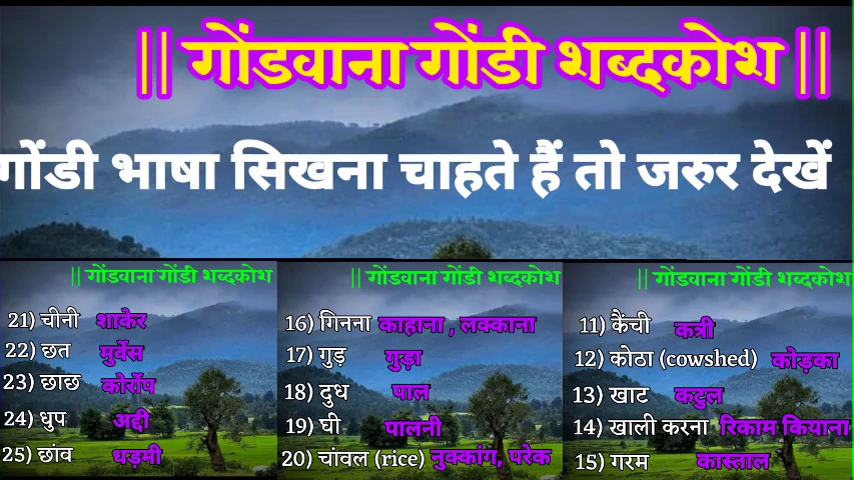 || गोंडवाना गोंडी शब्दकोश ||
गोंडी भाषा सिखना चाहते हैं तो जरुर देखें
|| गोंडवाना गोंडी शब्दकोश
21) चीनी शाकेर
22) छत मुर्वेस
23) छाछ कोर्रोप
24) धुप अद्दी
25) छांव धड़मी
|| गोंडवाना गोंडी शब्दकोश
16) गिनना काहाना , लक्काना
17) गुड़ गुड़ा
18) दुध पाल
19) घी पालनी
20) चांवल (rice) नुक्कांग, परेक
|| गोंडवाना गोंडी शब्दकोश
11) कैंची कत्री
12) कोठा (cowshed) कोड़का
13) खाट कटुल
14) खाली करना रिकाम कियाना
15) गरम कास्ताल